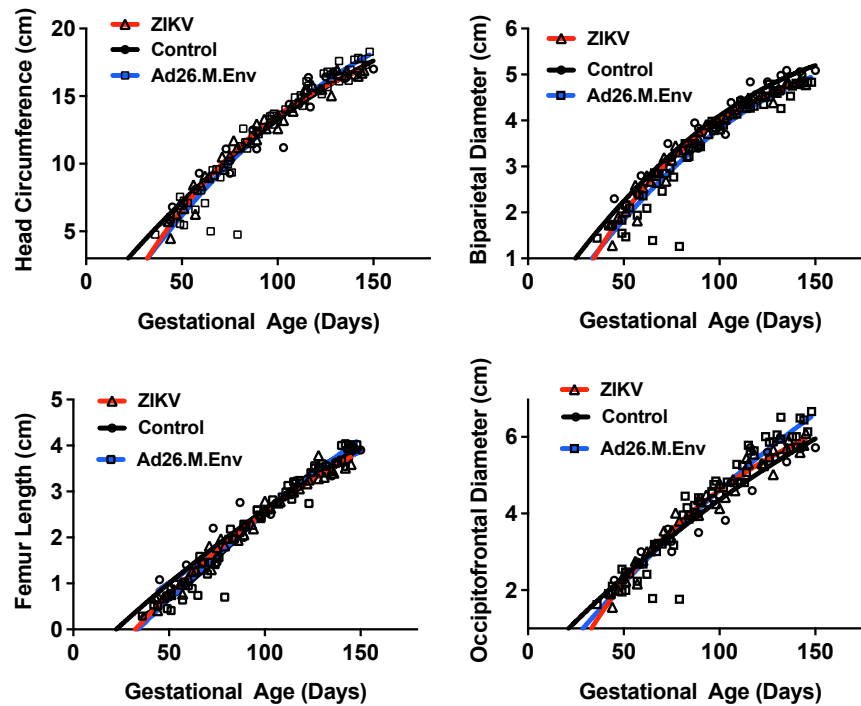 Head Circumference (cm)
20
15
10
5
ZIKV
Control
Ad26.M.Env
0
50
100
150
Gestational Age (Days)
Biparietal Diameter (cm)
6
5
4
3
2
1
ZIKV
Control
Ad26.M.Env
0
50
100
150
Gestational Age (Days)
Femur Length (cm)
5
4
3
2
1
0
ZIKV
Control
Ad26.M.Env
0
50
100
150
Gestational Age (Days)
Occipitofrontal Diameter (cm)
6
4
2
ZIKV
Control
Ad26.M.Env
0
50
100
150
Gestational Age (Days)